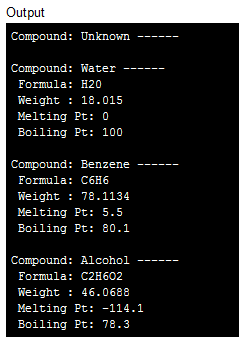 Output
Compound: Unknown ------
Compound: Water ------
Formula: H20
Weight : 18.015
Melting Pt: 0
Boiling Pt: 100
Compound: Benzene ------
Formula: C6H6
Weight : 78.1134
Melting Pt: 5.5
Boiling Pt: 80.1
Compound: Alcohol ------
Formula: C2H6O2
Weight : 46.0688
Melting Pt: -114.1
Boiling Pt: 78.3